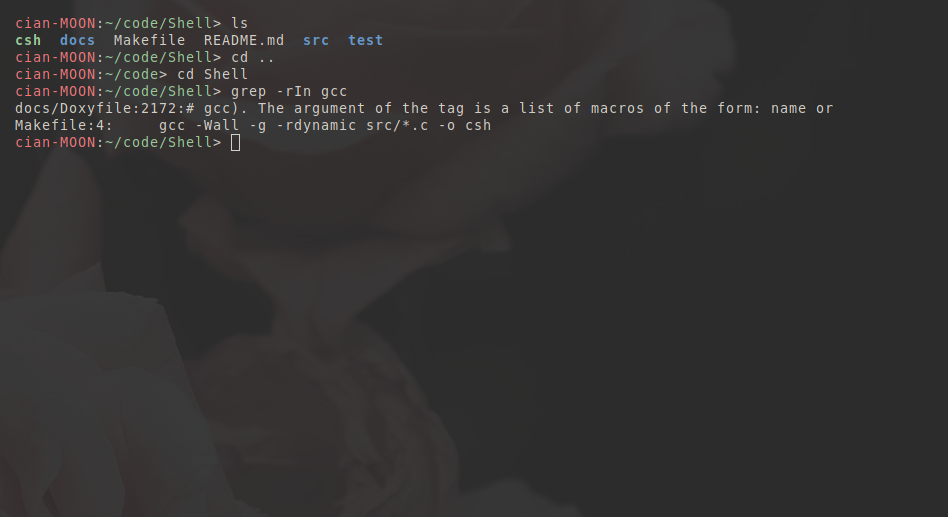 cian-MOON:~/code/Shell> ls
csh  docs  Makefile  README.md  src  test
cian-MOON:~/code/Shell> cd ..
cian-MOON:~/code> cd Shell
cian-MOON:~/code/Shell> grep -rIn gcc
docs/Doxyfile:2172:# gcc). The argument of the tag is a list of macros of the form: name or
Makefile:4:     gcc -Wall -g -rdynamic src/*.c -o csh
cian-MOON:~/code/Shell>